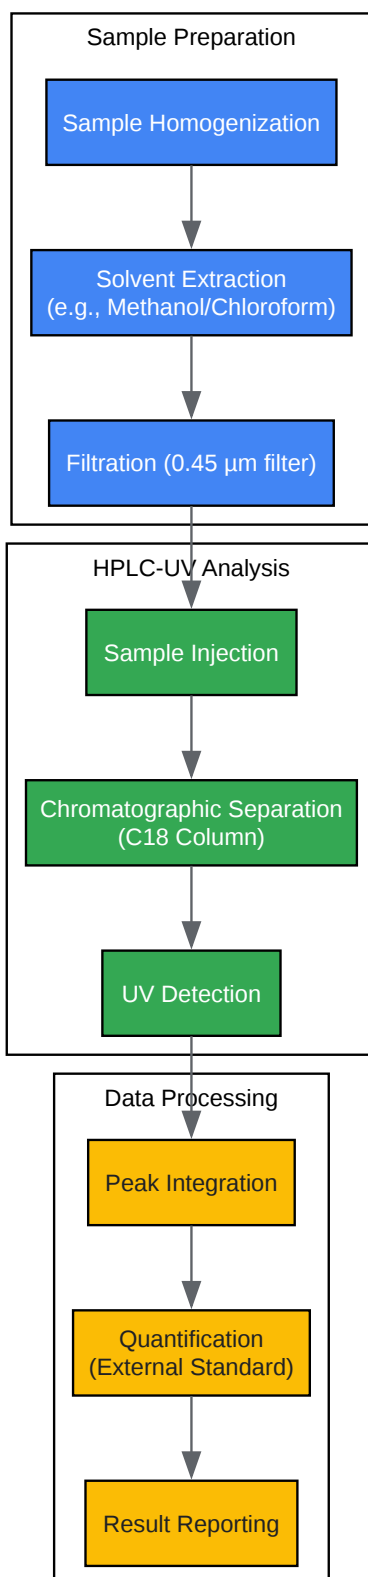 Sample Preparation
Sample Homogenization
Solvent Extraction
(e.g., Methanol/Chloroform)
Filtration (0.45 µm filter)
HPLC-UV Analysis
Sample Injection
Chromatographic Separation
(C18 Column)
UV Detection
Data Processing
Peak Integration
Quantification
(External Standard)
Result Reporting